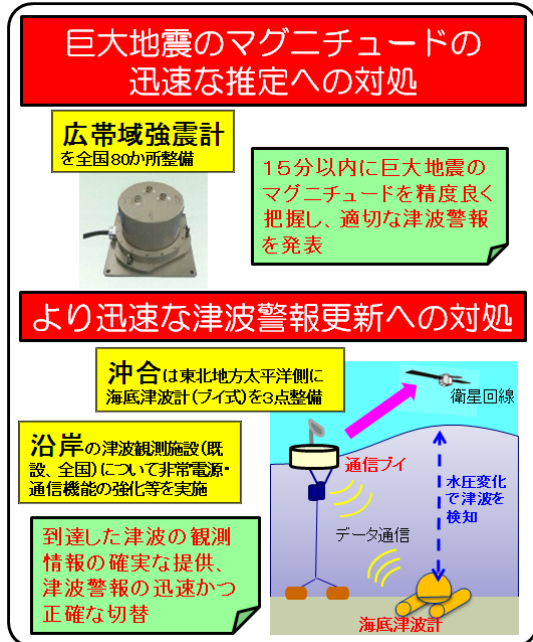 巨大地震のマグニチュードの
迅速な推定への対処
広帯域強震計
を全国80か所整備
15分以内に巨大地震の
マグニチュードを精度良く
把握し、適切な津波警報
を発表
より迅速な津波警報更新への対処
沖合は東北地方太平洋側に
海底津波計(ブイ式)を3点整備
衛星回線
沿岸の津波観測施設(既
設、全国)について非常電源・
通信機能の強化等を実施
通信ブイ
水圧変化
で津波を
検知
データ通信
到達した津波の観測
情報の確実な提供、
津波警報の迅速かつ
正確な切替
海底津波計